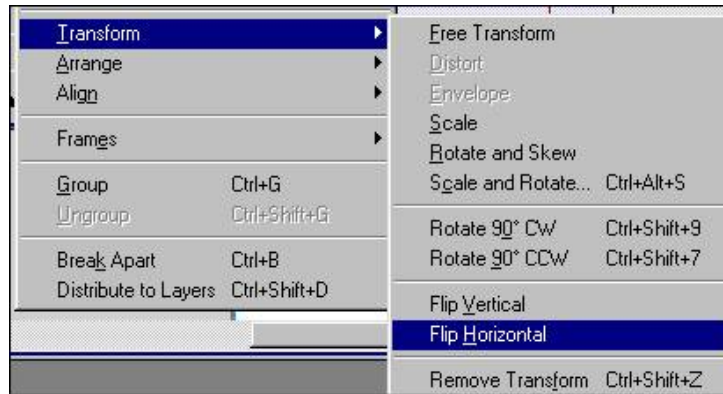 Transform
Arrange
Align
Frames
Group Ctrl+G
Ungroup Ctrl+Shift+G
Break Apart Ctrl+B
Distribute to Layers Ctrl+Shift+D
Free Transform
Distort
Envelope
Scale
Rotate and Skew
Scale and Rotate... Ctrl+Alt+S
Rotate 90° CW Ctrl+Shift+9
Rotate 90° CCW Ctrl+Shift+7
Flip Vertical
Flip Horizontal
Remove Transform Ctrl+Shift+Z